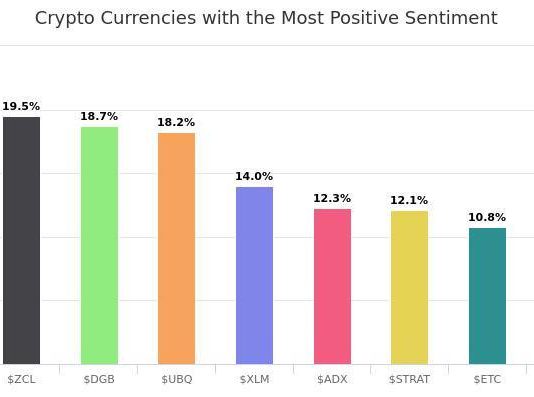 Crypto Currencies with the Most Positive Sentiment
19.5%
18.7%
18.2%
14.0%
12.3%
12.1%
10.8%
$ZCL
$DGB
$UBQ
$XLM
$ADX
$STRAT
$ETC